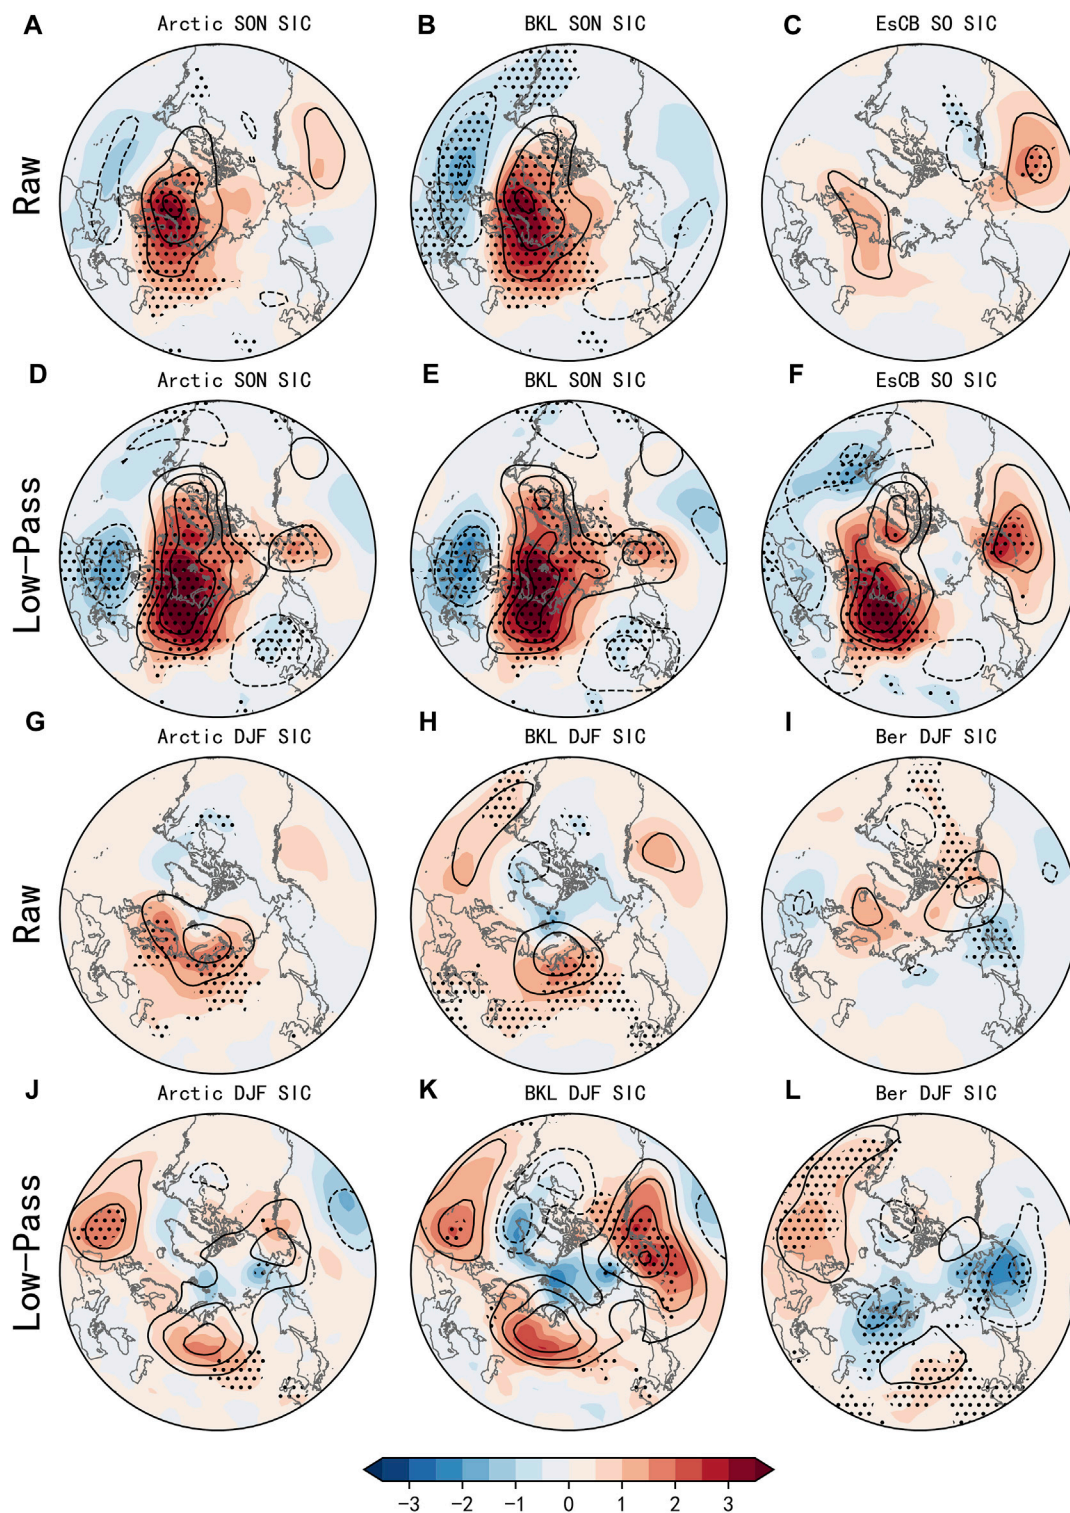 A Arctic SON SIC
B BKL SON SIC
C EsCB SO SIC
Raw
D Arctic SON SIC
E BKL SON SIC
F EsCB SO SIC
Low-Pass
G Arctic DJF SIC
H BKL DJF SIC
I Ber DJF SIC
Raw
J Arctic DJF SIC
K BKL DJF SIC
L Ber DJF SIC
Low-Pass
−3 −2 −1 0 1 2 3